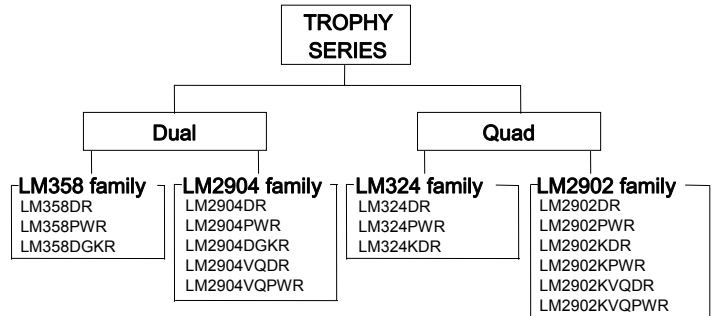 TROPHY
SERIES
Dual
Quad
LM358 family
LM358DR
LM358PWR
LM358DGKR
LM2904 family
LM2904DR
LM2904PWR
LM2904DGKR
LM2904VQDR
LM2904VQPWR
LM324 family
LM324DR
LM324PWR
LM324KDR
LM2902 family
LM2902DR
LM2902PWR
LM2902KDR
LM2902KPWR
LM2902KVQDR
LM2902KVQPWR